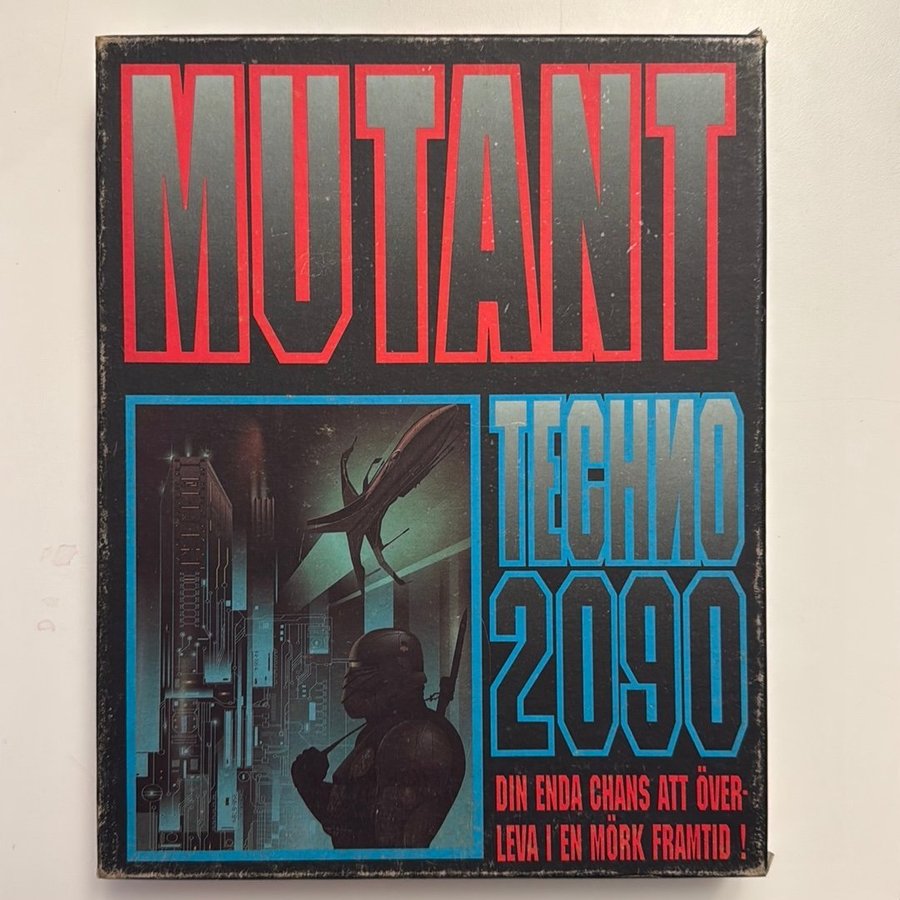 MUTANT
TECHNO
2090
DIN ENDA CHANS ATT ÖVER-
LEVA I EN MÖRK FRAMTID !